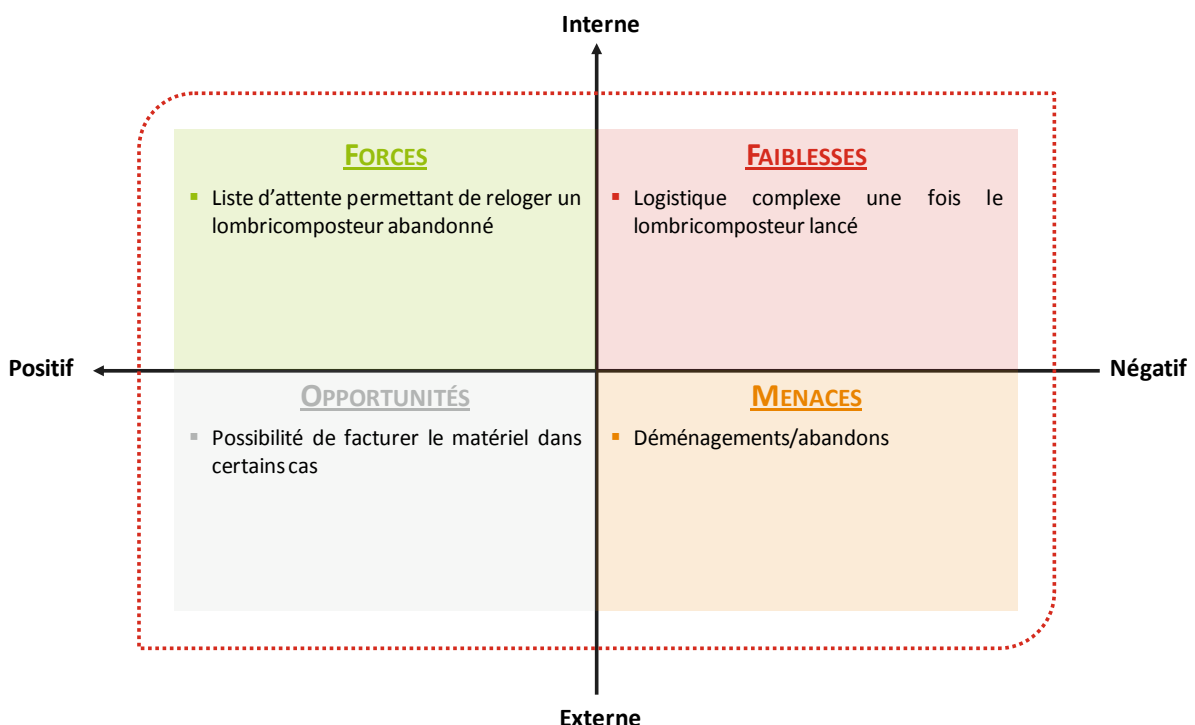 Interne
FORCES
▪ Liste d'attente permettant de reloger un
lombricomposteur abandonné
FAIBLESSES
▪ Logistique complexe une fois le
lombricomposteur lancé
Positif
Négatif
OPPORTUNITÉS
▪ Possibilité de facturer le matériel dans
certains cas
MENACES
▪ Déménagements/abandons
Externe